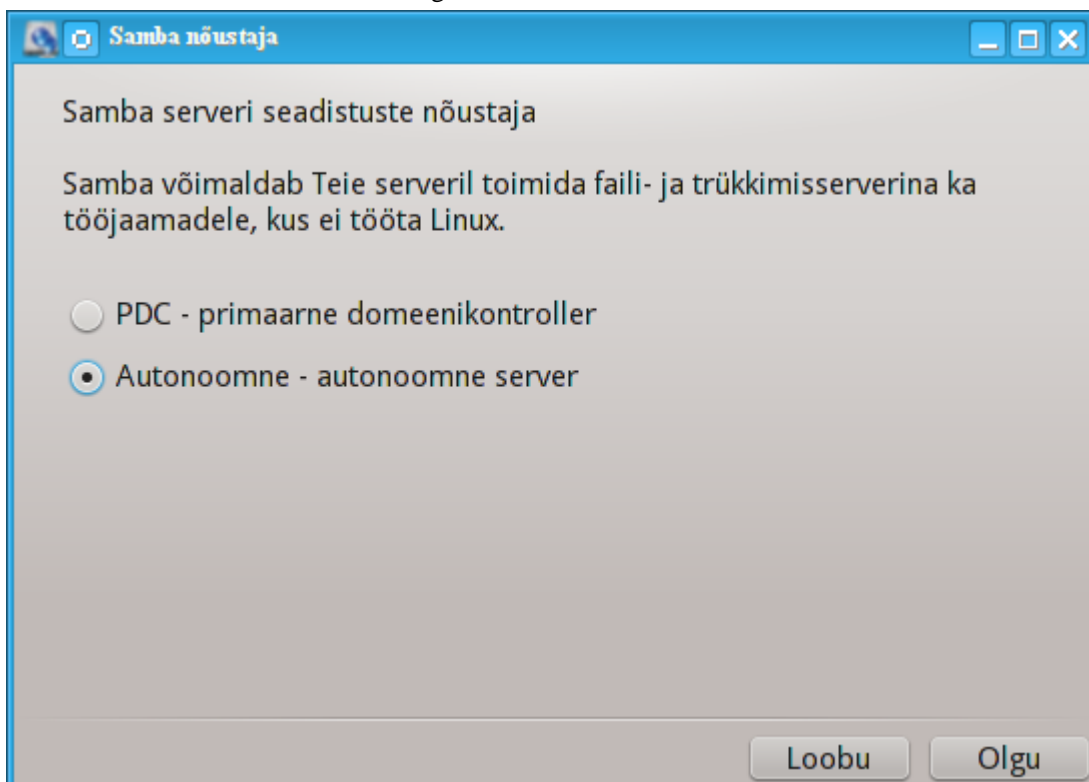 Samba nõustaja
Samba serveri seadistuste nõustaja
Samba võimaldab Teie serveril toimida faili- ja trükkimisserverina ka
tööjaamadele, kus ei tööta Linux.
PDC - primaarne domeenikontroller
Autonoomne - autonoomne server
Loobu
Olgu